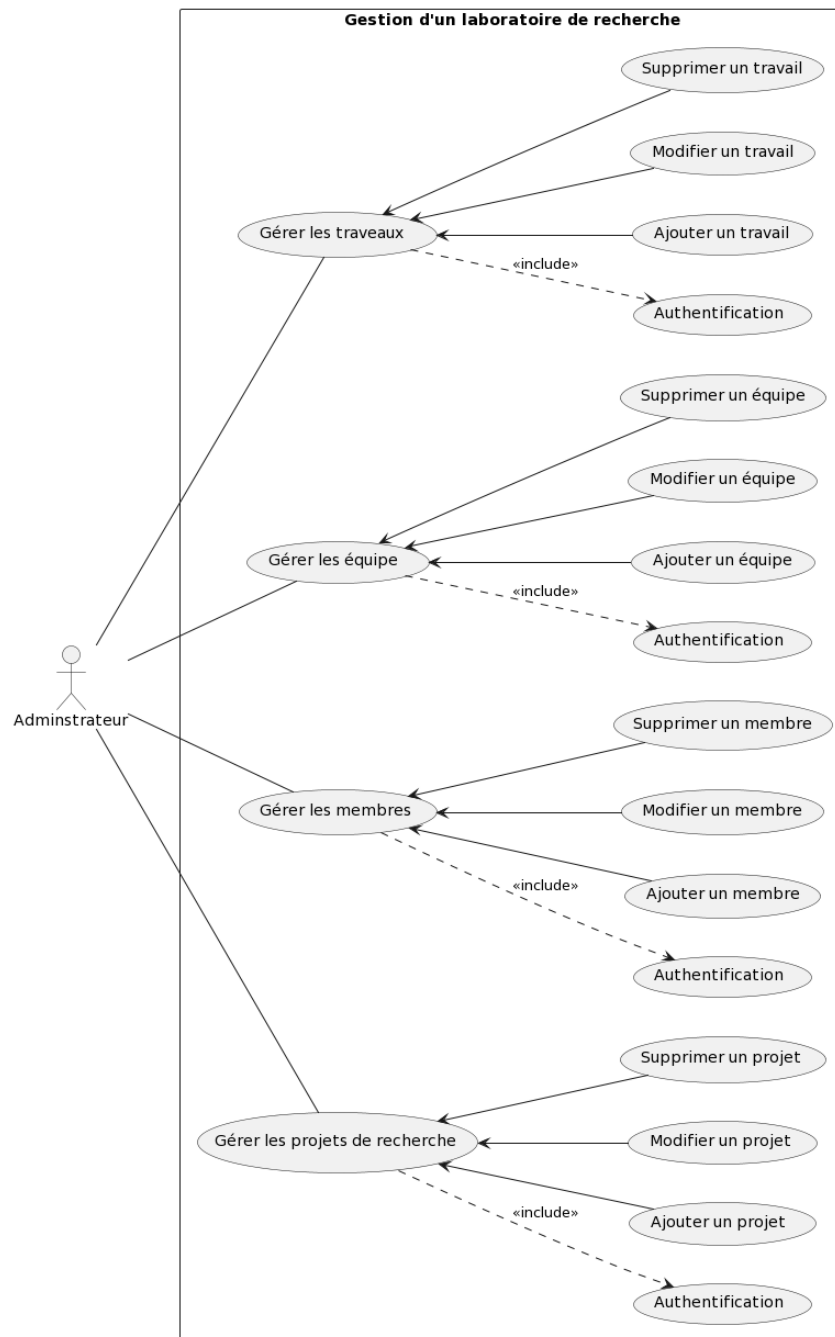 Gestion d'un laboratoire de recherche
Supprimer un travail
Modifier un travail
Gérer les traveaux
Ajouter un travail
«include»
Authentification
Supprimer un équipe
Modifier un équipe
Gérer les équipe
Ajouter un équipe
«include»
Authentification
Adminstrateur
Supprimer un membre
Gérer les membres
Modifier un membre
Ajouter un membre
«include»
Authentification
Supprimer un projet
Gérer les projets de recherche
Modifier un projet
Ajouter un projet
«include»
Authentification